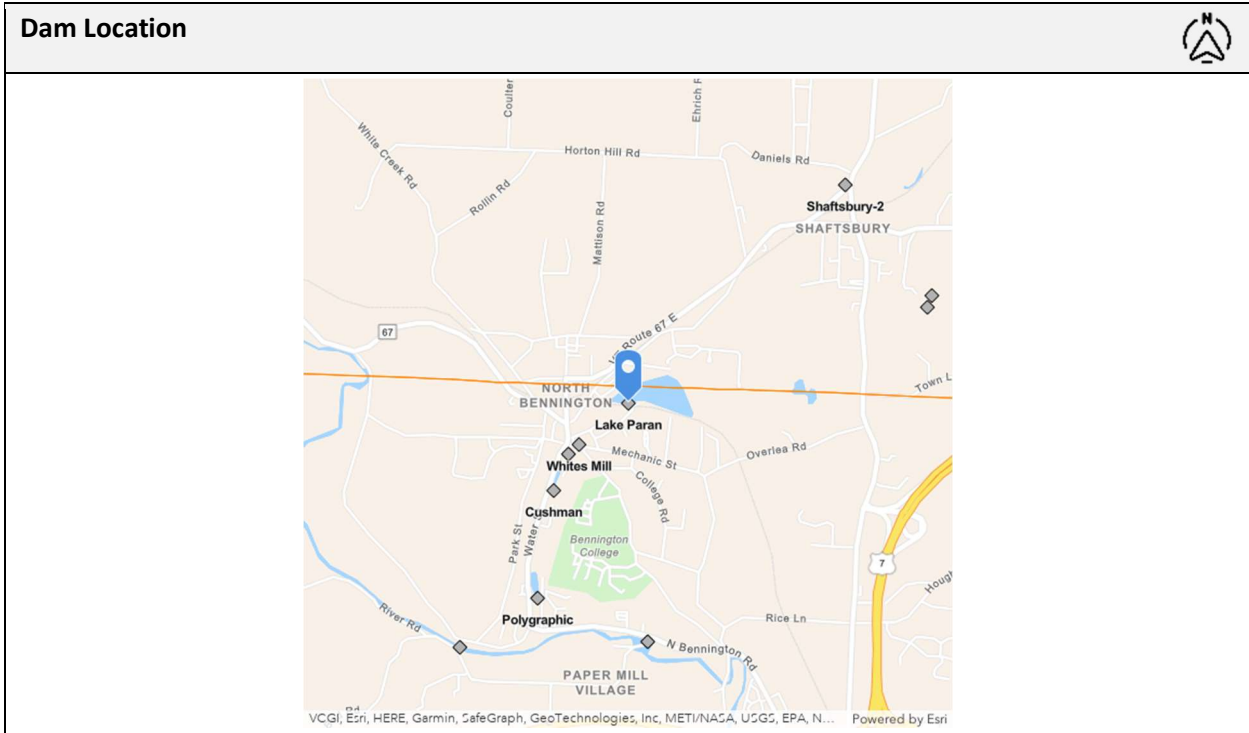 Dam Location
N
Coulter
Ehrich R
White Creek Rd
Horton Hill Rd
Daniels Rd
Rollin Rd
Shaftsbury-2
Mattison Rd
SHAFTSBURY
67
Route 67 E
Town L
NORTH
BENNINGTON
Lake Paran
Mechanic St
Overlea Rd
Whites Mill
College Rd
Cushman
Park St
Water S
Bennington
College
7
Hough
River Rd
Polygraphic
Rice Ln
N Bennington Rd
PAPER MILL
VILLAGE
Rd
VCGI, Esri, HERE, Garmin, SafeGraph, GeoTechnologies, Inc, METI/NASA, USGS, EPA, N...
Powered by Esri